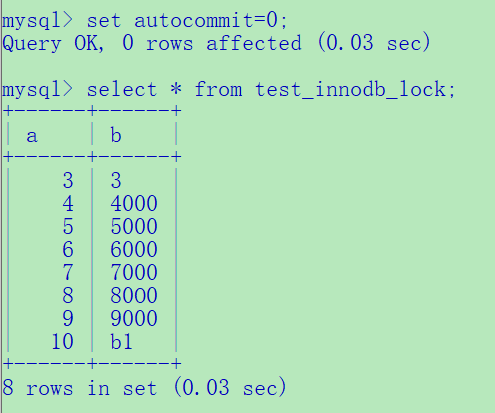 mysql> set autocommit=0;
Query OK, 0 rows affected (0.03 sec)
mysql> select * from test_innodb_lock;
+------+------+
| a    | b    |
+------+------+
|    3 | 3    |
|    4 | 4000 |
|    5 | 5000 |
|    6 | 6000 |
|    7 | 7000 |
|    8 | 8000 |
|    9 | 9000 |
|   10 | b1   |
+------+------+
8 rows in set (0.03 sec)